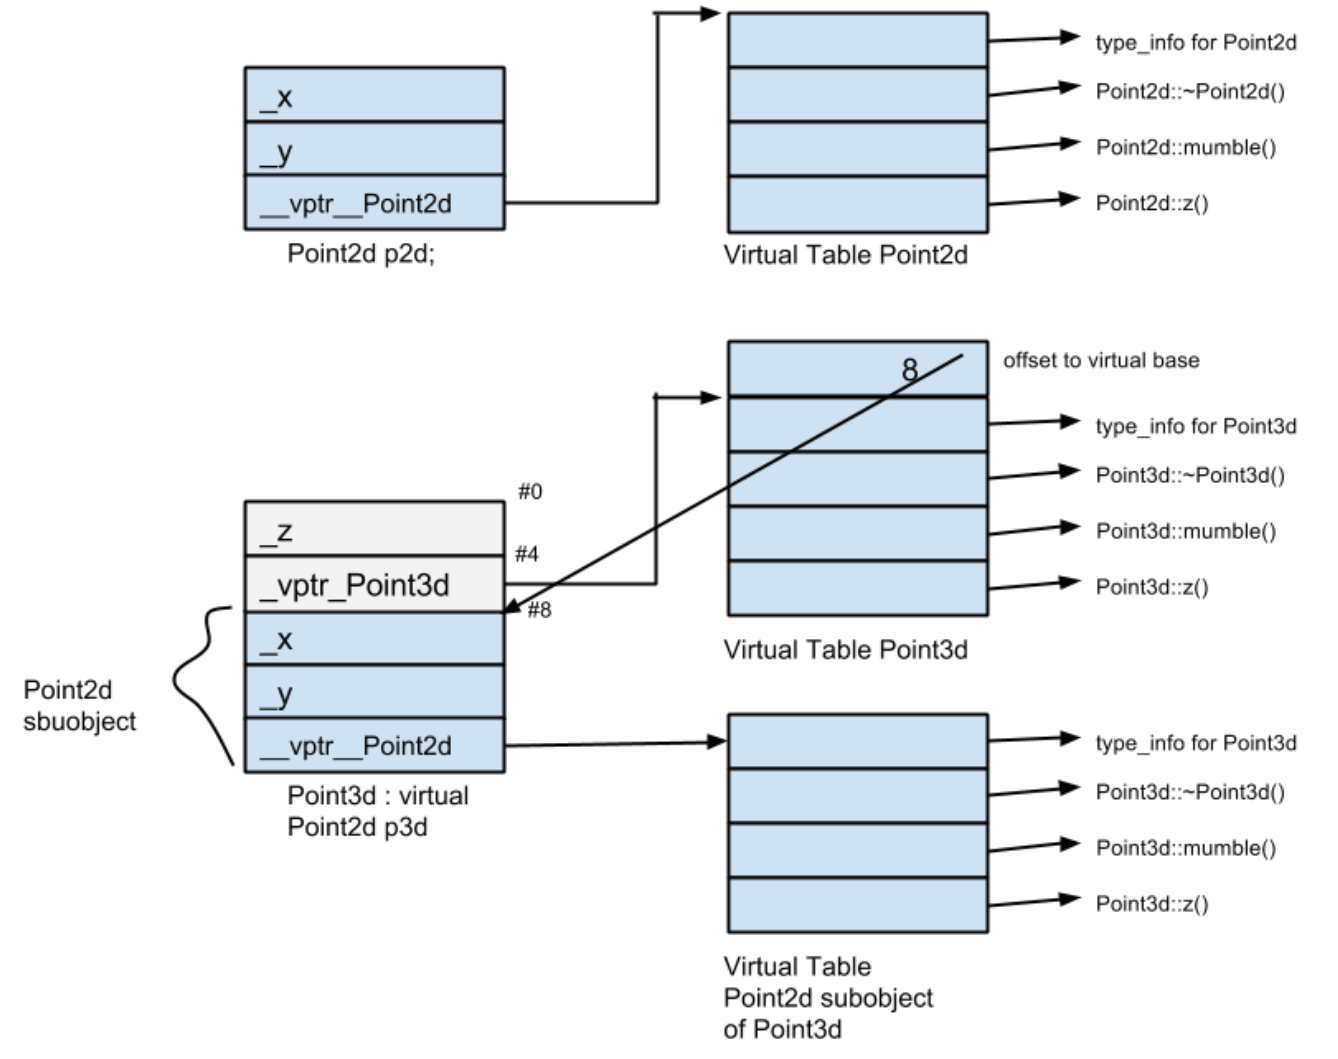 _x
_y
__vptr__Point2d
Point2d p2d;
type_info for Point2d
Point2d::~Point2d()
Point2d::mumble()
Point2d::z()
Virtual Table Point2d
8
offset to virtual base
type_info for Point3d
Point3d::~Point3d()
Point3d::mumble()
Point3d::z()
Virtual Table Point3d
#0
_z
#4
_vptr_Point3d
#8
_x
_y
__vptr__Point2d
Point2d
sbuobject
Point3d : virtual
Point2d p3d
type_info for Point3d
Point3d::~Point3d()
Point3d::mumble()
Point3d::z()
Virtual Table
Point2d subobject
of Point3d